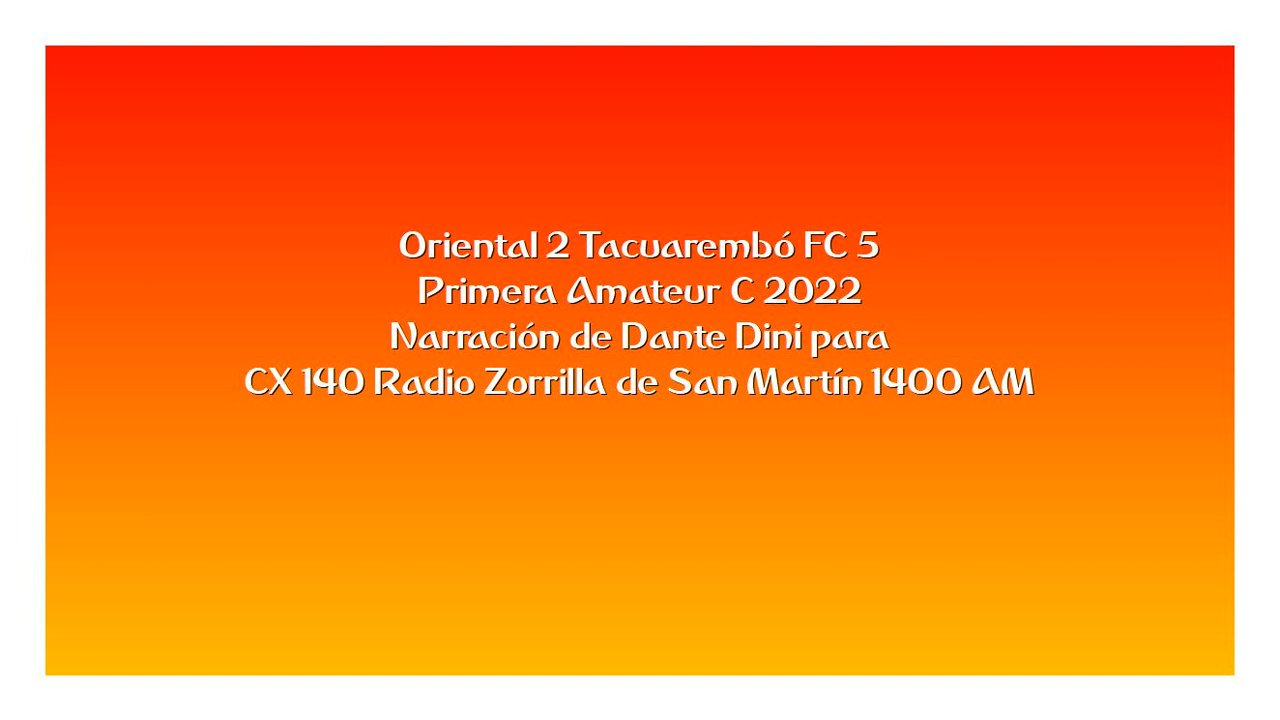 Oriental 2 Tacuarembó FC 5
Primera Amateur C 2022
Narración de Dante Dini para
CX 140 Radio Zorrilla de San Martín 1400 AM